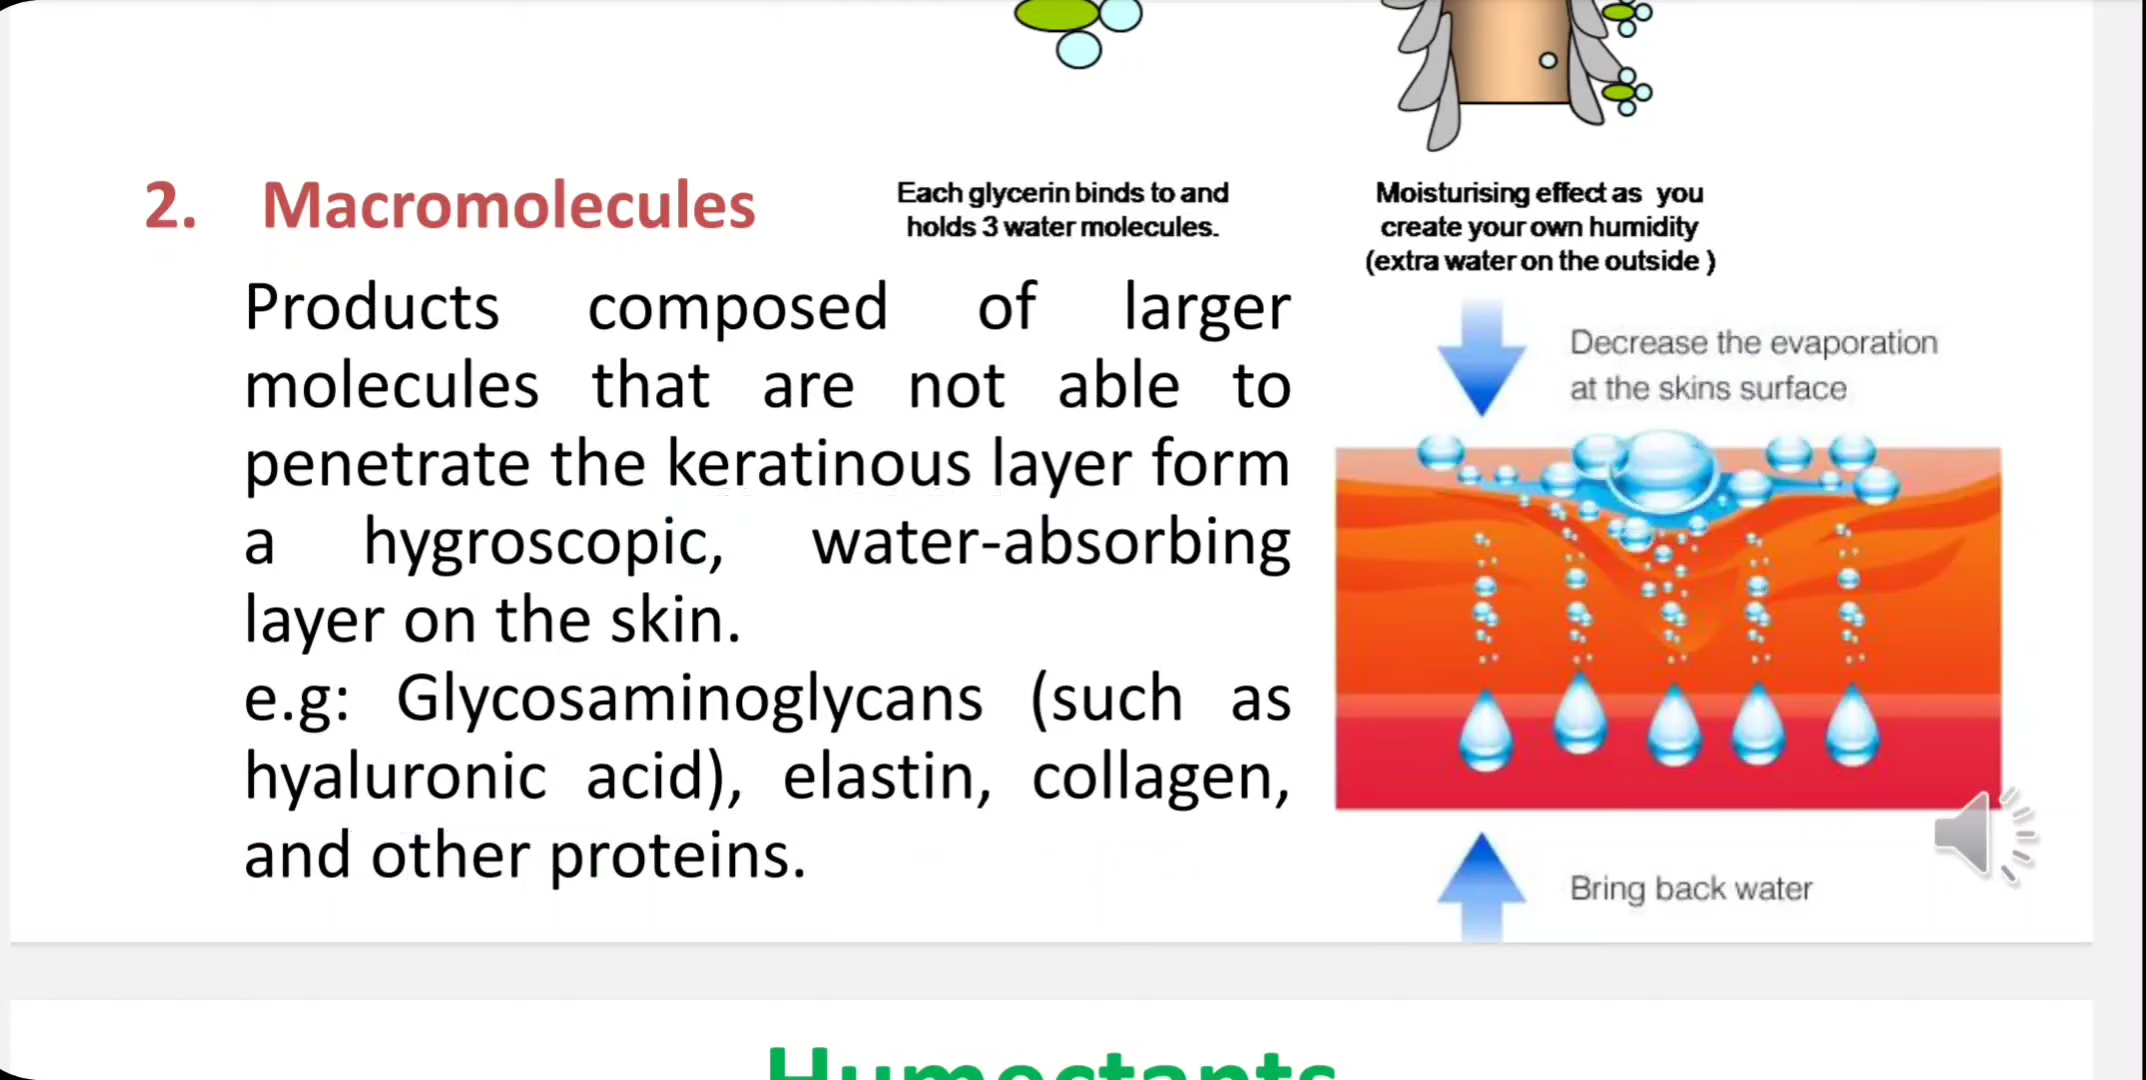 2. Macromolecules
Each glycerin binds to and
holds 3 water molecules.
Moisturising effect as you
create your own humidity
(extra water on the outside )
Products composed of larger
molecules that are not able to
penetrate the keratinous layer form
a hygroscopic, water-absorbing
layer on the skin.
e.g: Glycosaminoglycans (such as
hyaluronic acid), elastin, collagen,
and other proteins.
Decrease the evaporation
at the skins surface
Bring back water
Humectants